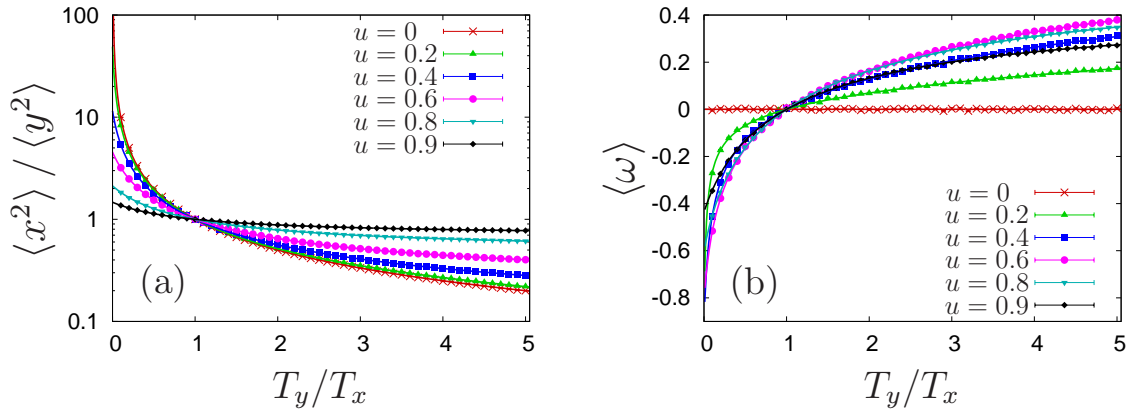 ⟨x²⟩ / ⟨y²⟩
100
10
1
0.1
0 1 2 3 4 5
T_y/T_x
u = 0
u = 0.2
u = 0.4
u = 0.6
u = 0.8
u = 0.9
(a)
⟨ω⟩
0.4
0.2
0
-0.2
-0.4
-0.6
-0.8
0 1 2 3 4 5
T_y/T_x
u = 0
u = 0.2
u = 0.4
u = 0.6
u = 0.8
u = 0.9
(b)